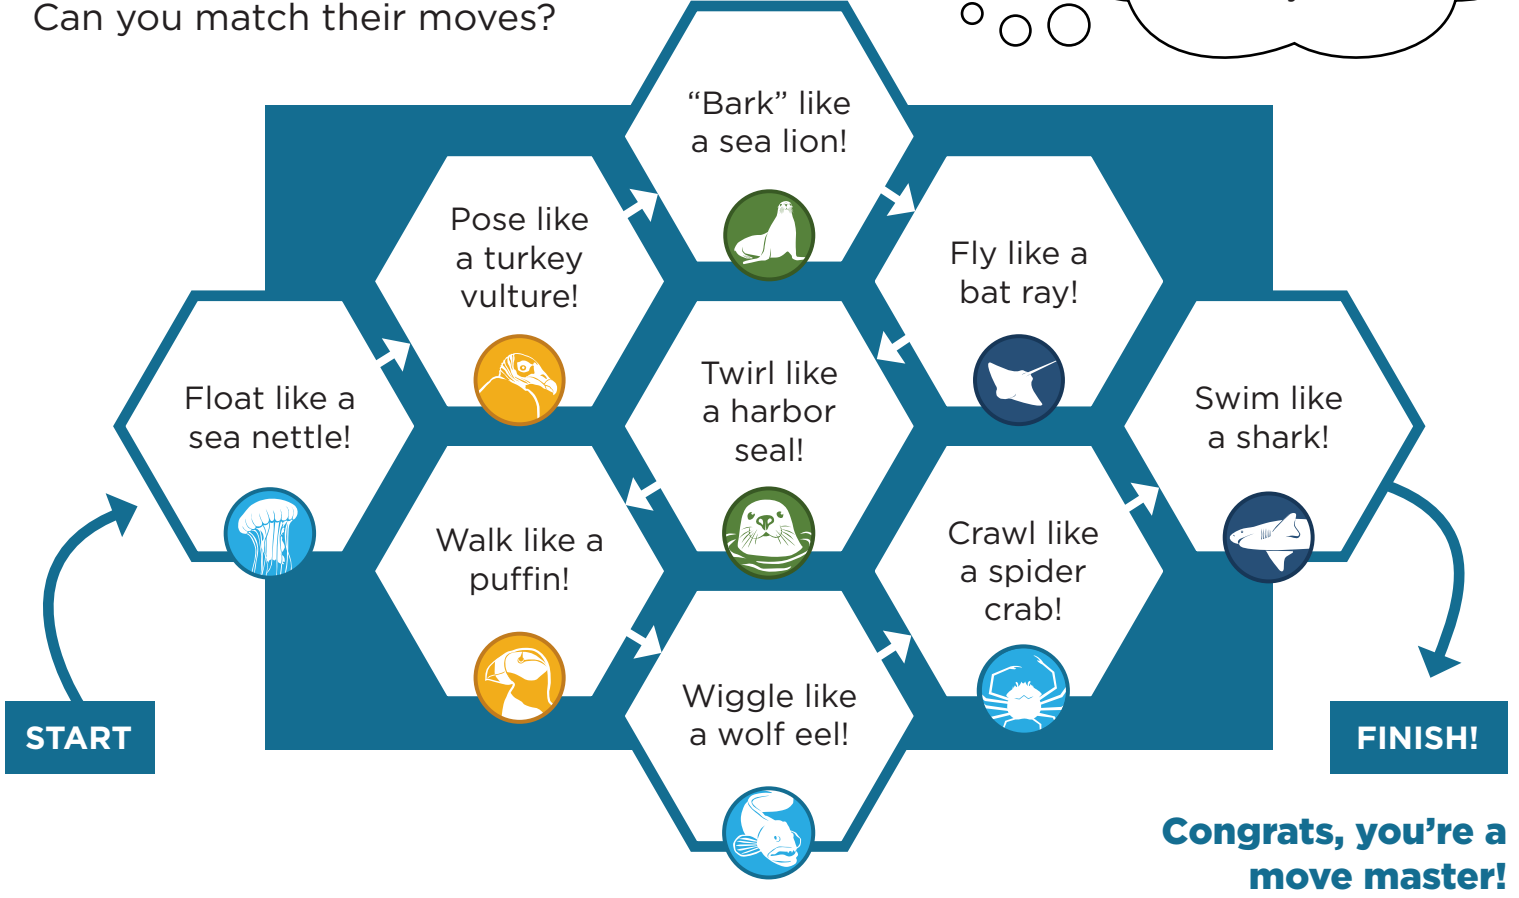 Can you match their moves?
“Bark” like
a sea lion!
Pose like
a turkey
vulture!
Fly like a
bat ray!
Float like a
sea nettle!
Twirl like
a harbor
seal!
Swim like
a shark!
Walk like a
puffin!
Crawl like
a spider
crab!
Wiggle like
a wolf eel!
START
FINISH!
Congrats, you’re a
move master!